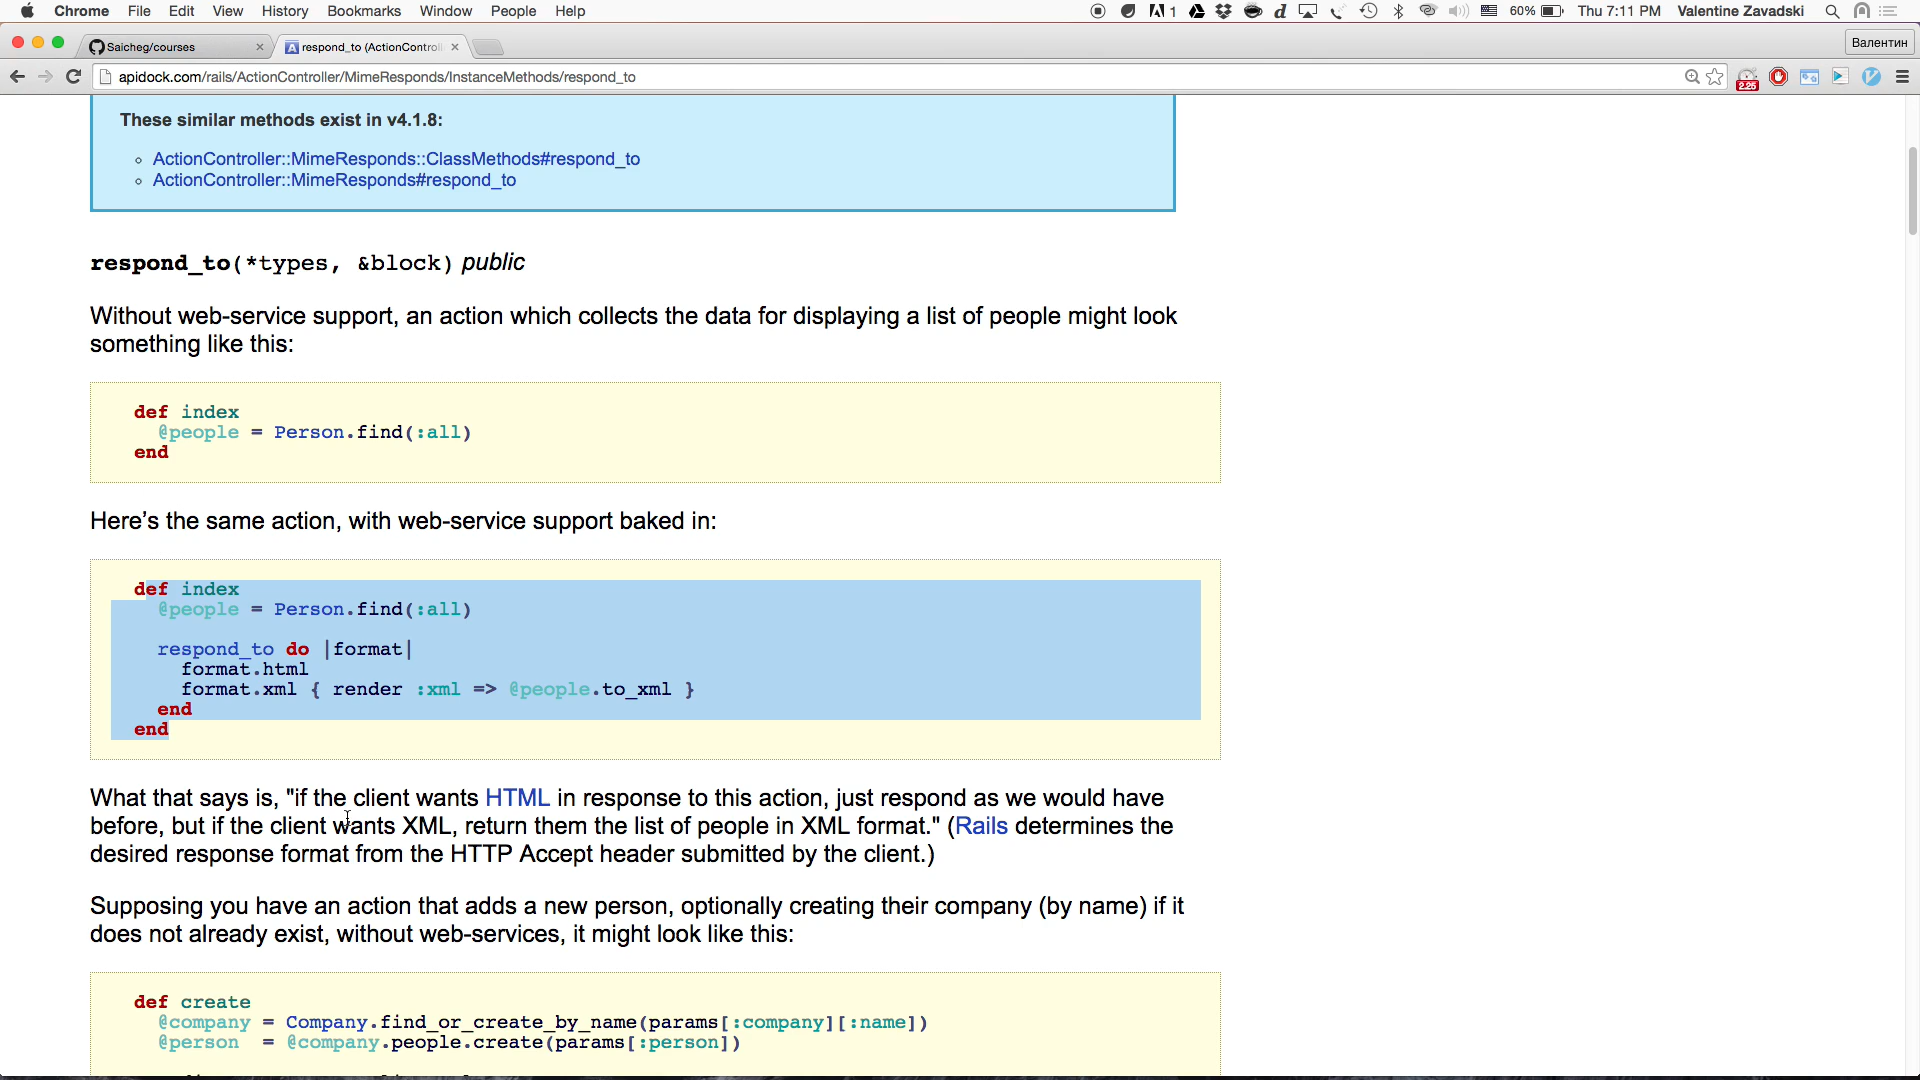 Chrome File Edit View History Bookmarks Window People Help 1 60% Thu 7:11 PM Valentine Zavadski
Saicheg/courses respond_to (ActionControll Валентин
apidock.com/rails/ActionController/MimeResponds/InstanceMethods/respond_to 2.25
These similar methods exist in v4.1.8:
ActionController::MimeResponds::ClassMethods#respond_to
ActionController::MimeResponds#respond_to
respond_to(*types, &block) public
Without web-service support, an action which collects the data for displaying a list of people might look
something like this:
def index
@people = Person.find(:all)
end
Here's the same action, with web-service support baked in:
def index
@people = Person.find(:all)
respond_to do |format|
format.html
format.xml { render :xml => @people.to_xml }
end
end
What that says is, "if the client wants HTML in response to this action, just respond as we would have
before, but if the client wants XML, return them the list of people in XML format." (Rails determines the
desired response format from the HTTP Accept header submitted by the client.)
Supposing you have an action that adds a new person, optionally creating their company (by name) if it
does not already exist, without web-services, it might look like this:
def create
@company = Company.find_or_create_by_name(params[:company][:name])
@person = @company.people.create(params[:person])